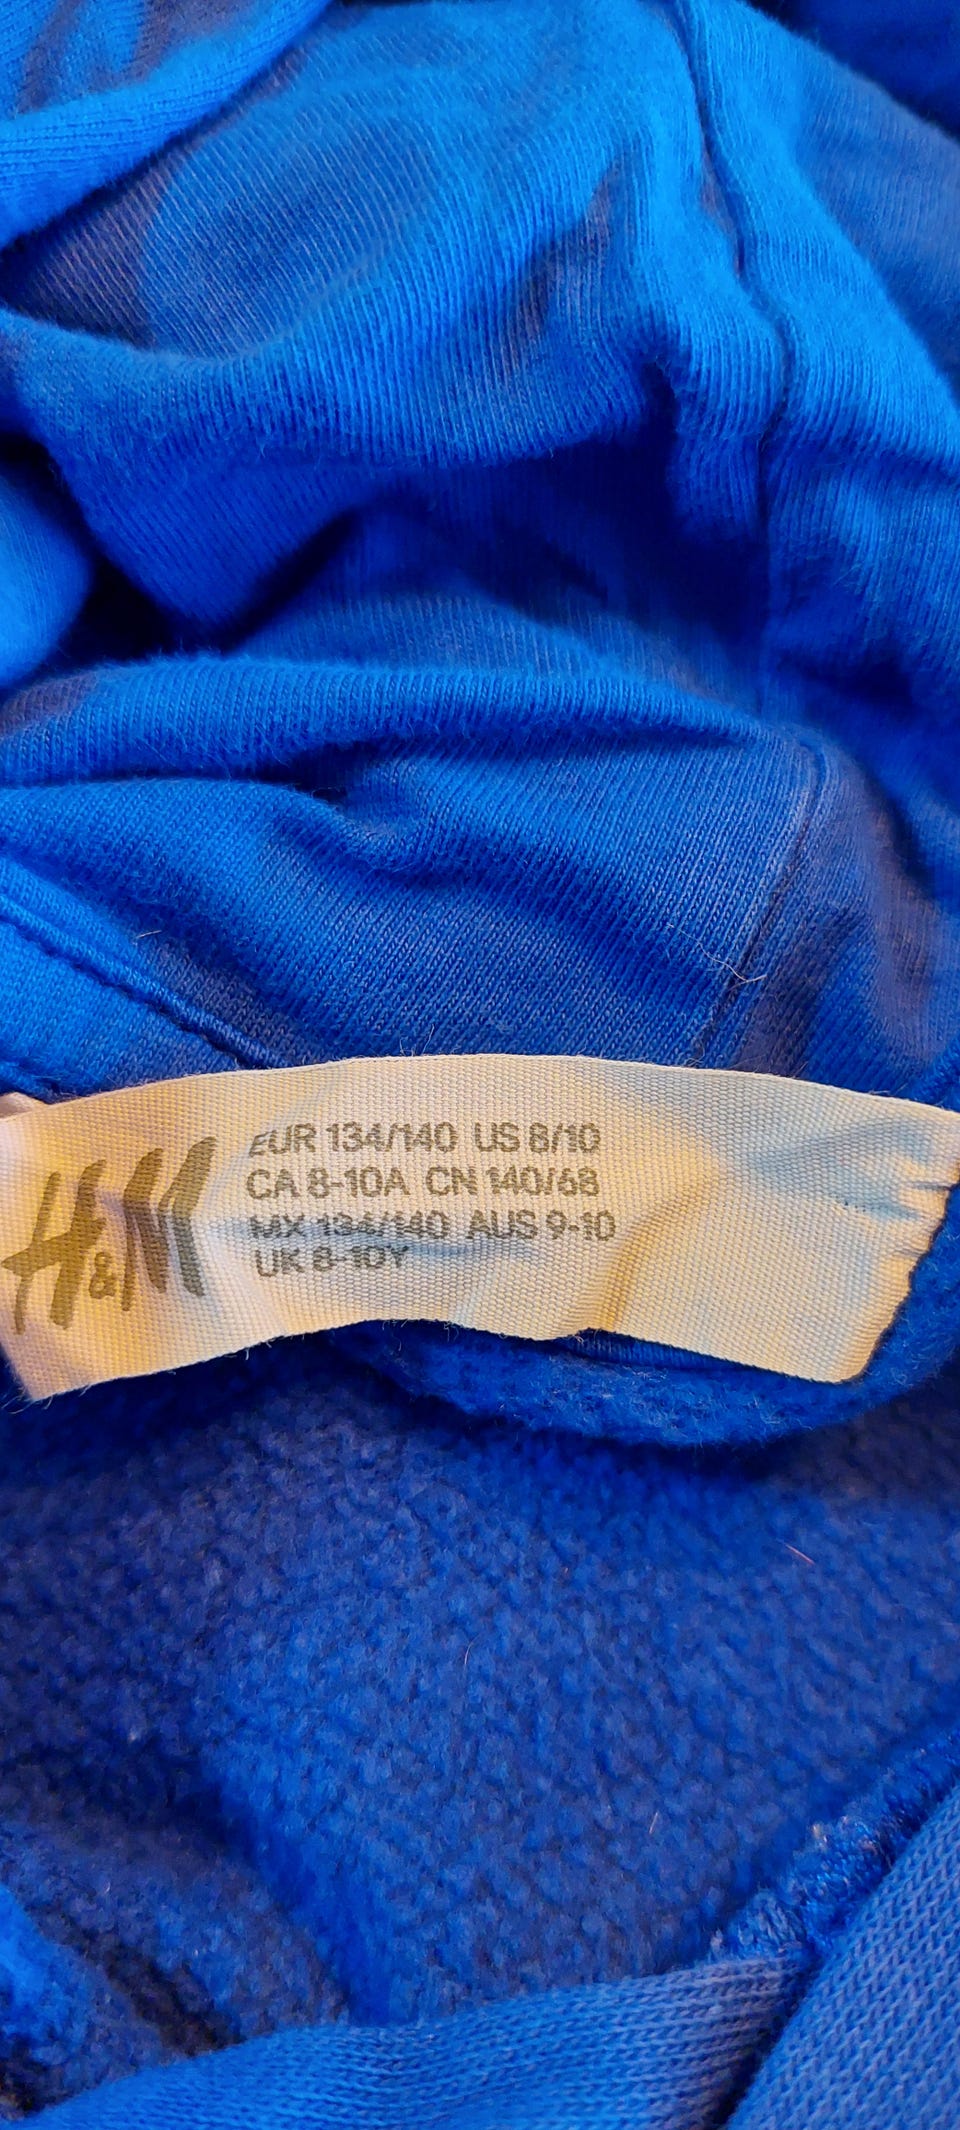 H&M
EUR 134/140 US 8/10
CA 8-10A CN 140/68
MX 134/140 AUS 9-10
UK 8-10Y